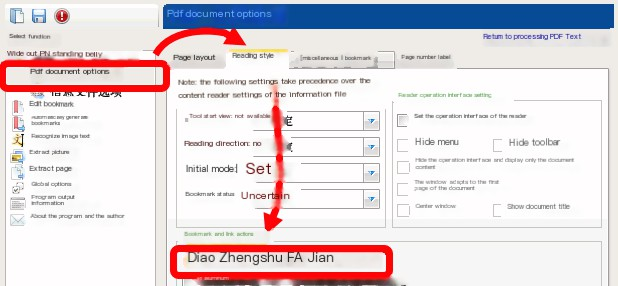 Pdf document options
Select function
Return to processing PDF Text
Wide out PN standing belly
Pdf document options
Edit bookmark
Automatically generate
bookmarks
Recognize image text
Extract picture
Extract page
Global options
Program output
information
About the program and the author
Page layout
Reading style
miscellaneous
bookmark
Page number label
Note: the following settings take precedence over the
content reader settings of the information file
Tool start view: not available
Reading direction: no
Initial mode: Set
Bookmark status Uncertain
Reader operation interface setting
Set the operation interface of the reader
Hide menu
Hide toolbar
Hide the operation interface and display only the document
content
The window adapts to the first
page of the document
Center window
Show document title
Bookmark and link actions
Diao Zhengshu FA Jian